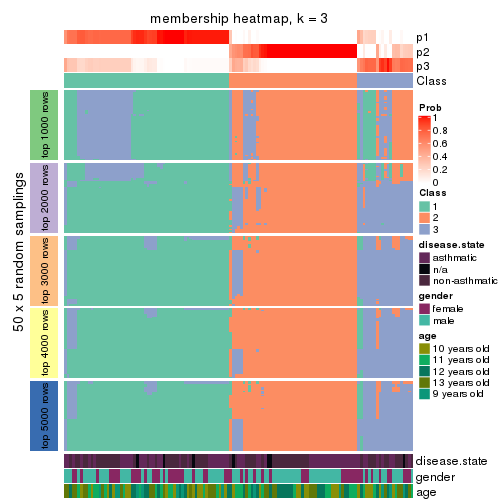 membership heatmap, k = 3
p1
p2
p3
Class
Prob
1
0.8
0.6
0.4
0.2
0
Class
1
2
3
disease.state
asthmatic
n/a
non-asthmatic
gender
female
male
age
10 years old
11 years old
12 years old
13 years old
9 years old
50 x 5 random samplings
top 1000 rows
top 2000 rows
top 3000 rows
top 4000 rows
top 5000 rows
disease.state
gender
age